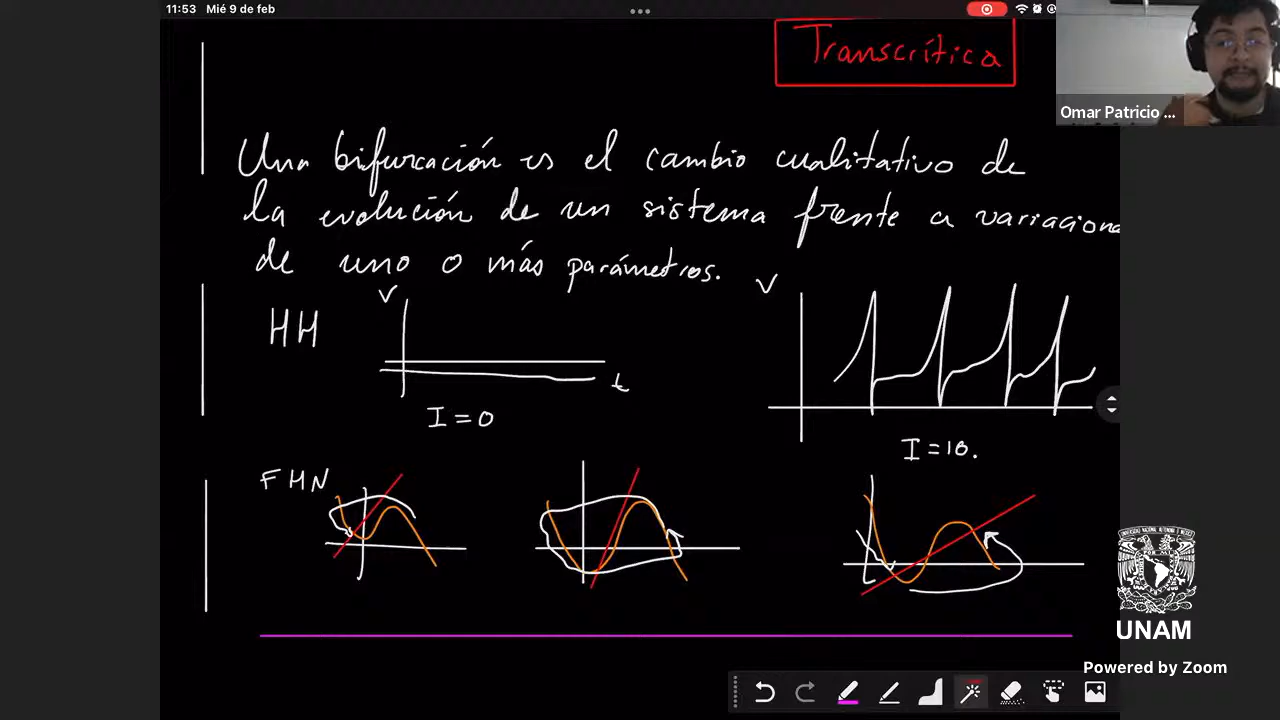 11:53 Mié 9 de feb
Transcrítica
Omar Patricio ...
Una bifurcación es el cambio cualitativo de
la evolución de un sistema frente a variacion
de uno o más parámetros.
V
V
HH
t
I = 0
I = 10.
FHN
UNAM
Powered by Zoom